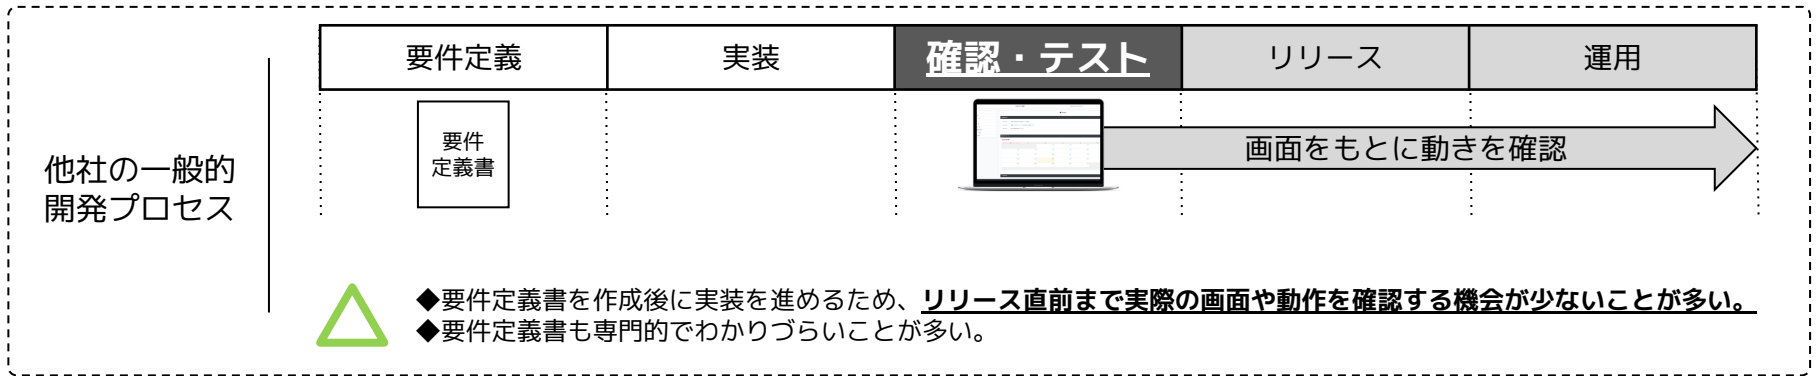 要件定義 実装 確認・テスト リリース 運用
要件
定義書
画面をもとに動きを確認
他社の一般的
開発プロセス
◆要件定義書を作成後に実装を進めるため、リリース直前まで実際の画面や動作を確認する機会が少ないことが多い。
◆要件定義書も専門的でわかりづらいことが多い。